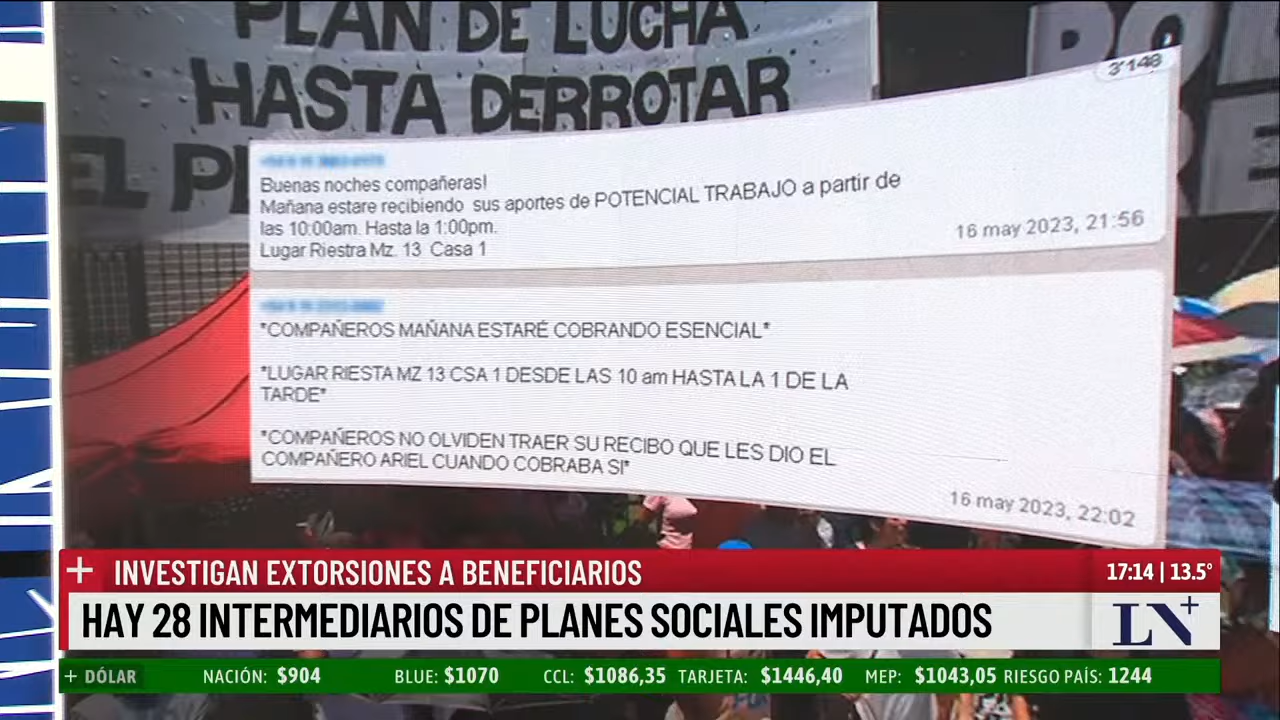 PLAN DE LUCHA
HASTA DERROTAR
EL
3'148
Buenas noches compañeras!
Mañana estare recibiendo sus aportes de POTENCIAL TRABAJO a partir de
las 10:00am. Hasta la 1:00pm.
Lugar Riestra Mz. 13 Casa 1
16 may 2023, 21:56
*COMPAÑEROS MAÑANA ESTARÉ COBRANDO ESENCIAL*
*LUGAR RIESTA MZ 13 CSA 1 DESDE LAS 10 am HASTA LA 1 DE LA
TARDE*
*COMPAÑEROS NO OLVIDEN TRAER SU RECIBO QUE LES DIO EL
COMPAÑERO ARIEL CUANDO COBRABA SI*
16 may 2023, 22:02
+ INVESTIGAN EXTORSIONES A BENEFICIARIOS
17:14 | 13.5°
HAY 28 INTERMEDIARIOS DE PLANES SOCIALES IMPUTADOS
LN+
+ DÓLAR NACIÓN: $904 BLUE: $1070 CCL: $1086,35 TARJETA: $1446,40 MEP: $1043,05 RIESGO PAÍS: 1244